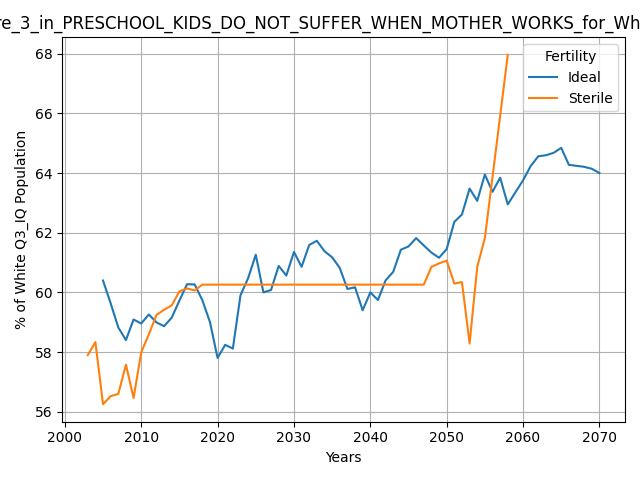 re_3_in_PRESCHOOL_KIDS_DO_NOT_SUFFER_WHEN_MOTHER_WORKS_for_Wh
Fertility
Ideal
Sterile
% of White Q3_IQ Population
68
66
64
62
60
58
56
2000
2010
2020
2030
2040
2050
2060
2070
Years